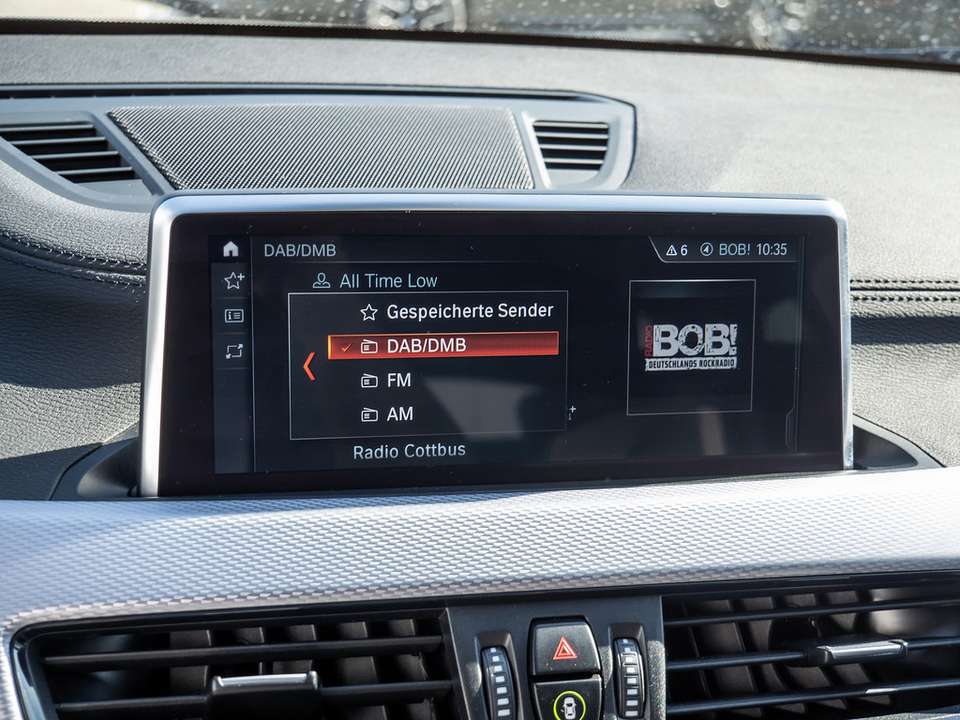 DAB/DMB
6 BOB! 10:35
All Time Low
Gespeicherte Sender
DAB/DMB
FM
AM
Radio Cottbus
RADIO BOB!
DEUTSCHLANDS ROCKRADIO